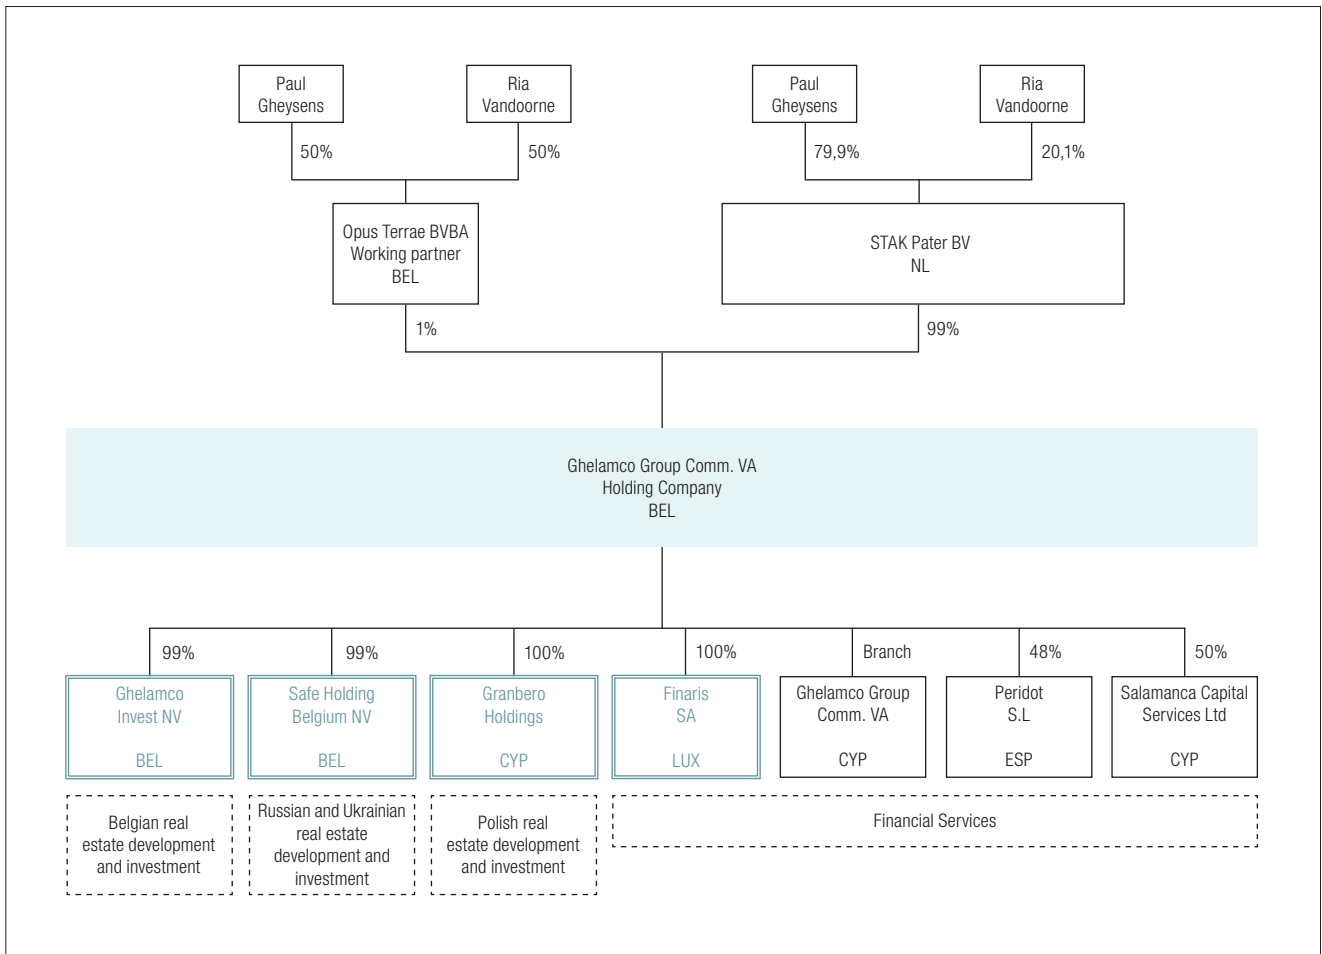 Paul
Gheysens
Ria
Vandoorne
Paul
Gheysens
Ria
Vandoorne
50%
50%
79,9%
20,1%
Opus Terrae BVBA
Working partner
BEL
STAK Pater BV
NL
1%
99%
Ghelamco Group Comm. VA
Holding Company
BEL
99%
99%
100%
100%
Branch
48%
50%
Ghelamco
Invest NV
BEL
Safe Holding
Belgium NV
BEL
Granbero
Holdings
CYP
Finaris
SA
LUX
Ghelamco Group
Comm. VA
CYP
Peridot
S.L
ESP
Salamanca Capital
Services Ltd
CYP
Belgian real
estate development
and investment
Russian and Ukrainian
real estate
development and
investment
Polish real
estate development
and investment
Financial Services